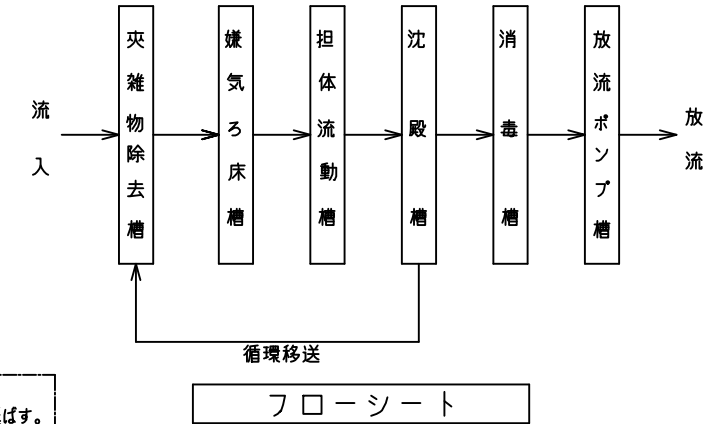 流入
夾雑物除去槽
嫌気ろ床槽
担体流動槽
沈殿槽
消毒槽
放流ポンプ槽
放流
循環移送
フローシート
ばす。